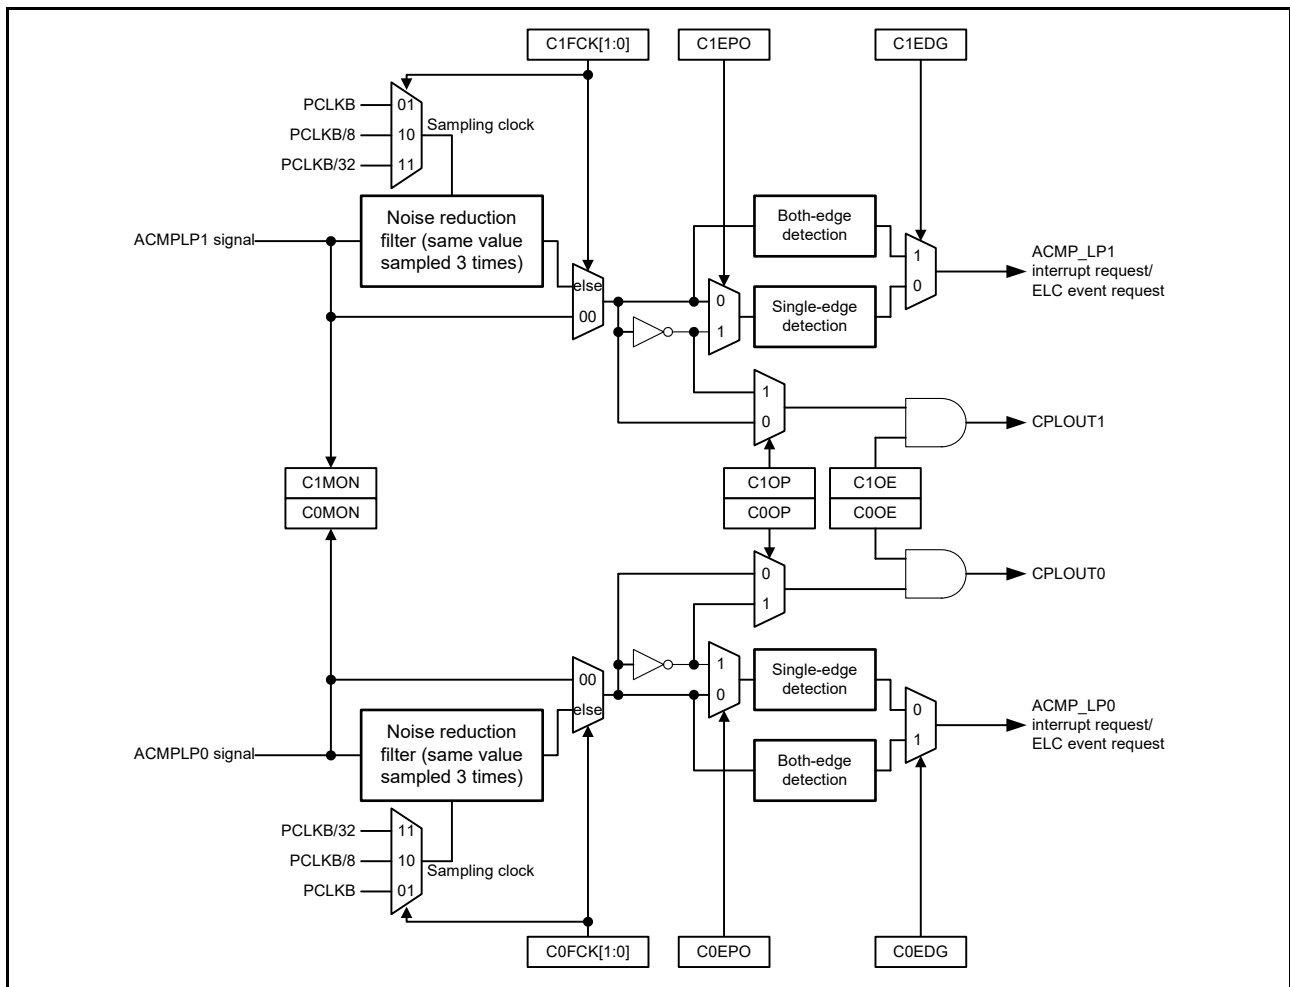 C1FCK[1:0]
C1EPO
C1EDG
PCLKB
01
PCLKB/8
10
Sampling clock
PCLKB/32
11
Noise reduction
filter (same value
sampled 3 times)
ACMPLP1 signal
else
00
0
1
Both-edge
detection
Single-edge
detection
1
0
ACMP_LP1
interrupt request/
ELC event request
1
0
CPLOUT1
C1MON
C0MON
C1OP
C0OP
C1OE
C0OE
0
1
CPLOUT0
00
else
1
0
Single-edge
detection
Both-edge
detection
0
1
ACMP_LP0
interrupt request/
ELC event request
ACMPLP0 signal
Noise reduction
filter (same value
sampled 3 times)
PCLKB/32
11
PCLKB/8
10
Sampling clock
PCLKB
01
C0FCK[1:0]
C0EPO
C0EDG